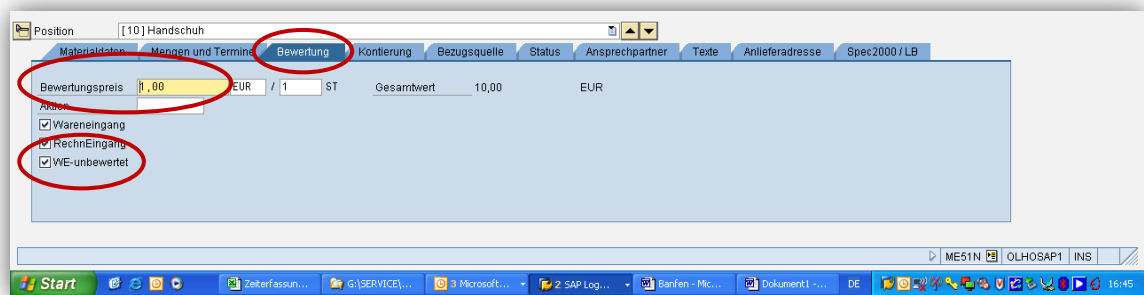 Position [10] Handschuh
Materialdaten Mengen und Termine Bewertung Kontierung Bezugsquelle Status Ansprechpartner Texte Anlieferadresse Spec2000 / LB
Bewertungspreis 1,00 EUR / 1 ST Gesamtwert 10,00 EUR
Aktion
Wareneingang
RechnEingang
WE-unbewertet
ME51N OLHOSAP1 INS
Start Zeiterfassun... G:\SERVICE\... 3 Microsoft... 2 SAP Log... Banfen - Mic... Dokument1 -... DE 16:45